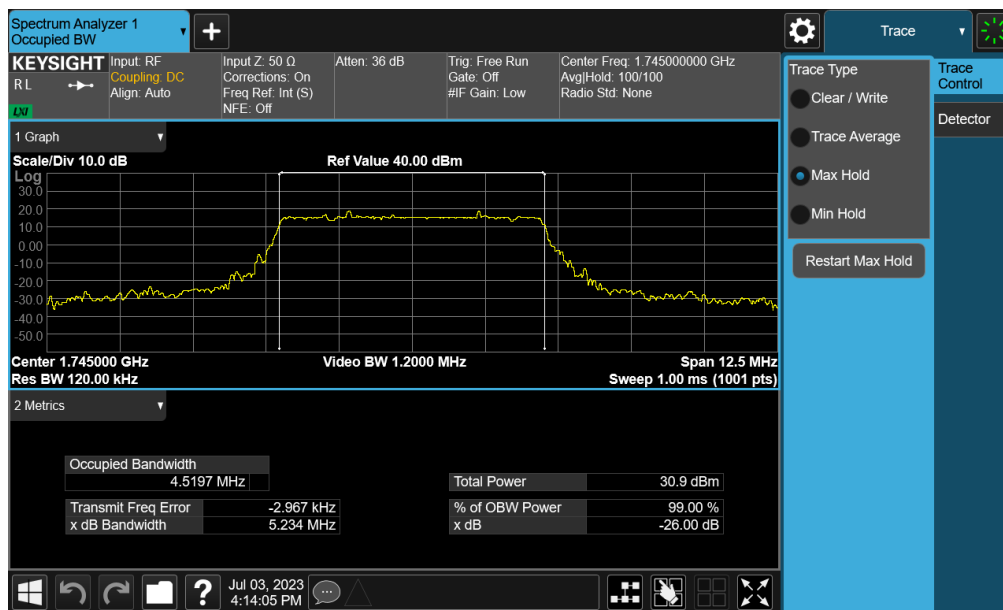 Spectrum Analyzer 1
Occupied BW
Trace
KEYSIGHT
R L
LXI
Input: RF
Coupling: DC
Align: Auto
Input Z: 50 Ω
Corrections: On
Freq Ref: Int (S)
NFE: Off
Atten: 36 dB
Trig: Free Run
Gate: Off
#IF Gain: Low
Center Freq: 1.745000000 GHz
Avg|Hold: 100/100
Radio Std: None
Trace Type
Clear / Write
Trace Average
Max Hold
Min Hold
Restart Max Hold
Trace
Control
Detector
1 Graph
Scale/Div 10.0 dB
Ref Value 40.00 dBm
Log
30.0
20.0
10.0
0.00
-10.0
-20.0
-30.0
-40.0
-50.0
Center 1.745000 GHz
Video BW 1.2000 MHz
Span 12.5 MHz
Res BW 120.00 kHz
Sweep 1.00 ms (1001 pts)
2 Metrics
Occupied Bandwidth
4.5197 MHz
Total Power 30.9 dBm
Transmit Freq Error -2.967 kHz
% of OBW Power 99.00 %
x dB Bandwidth 5.234 MHz
x dB -26.00 dB
Jul 03, 2023
4:14:05 PM